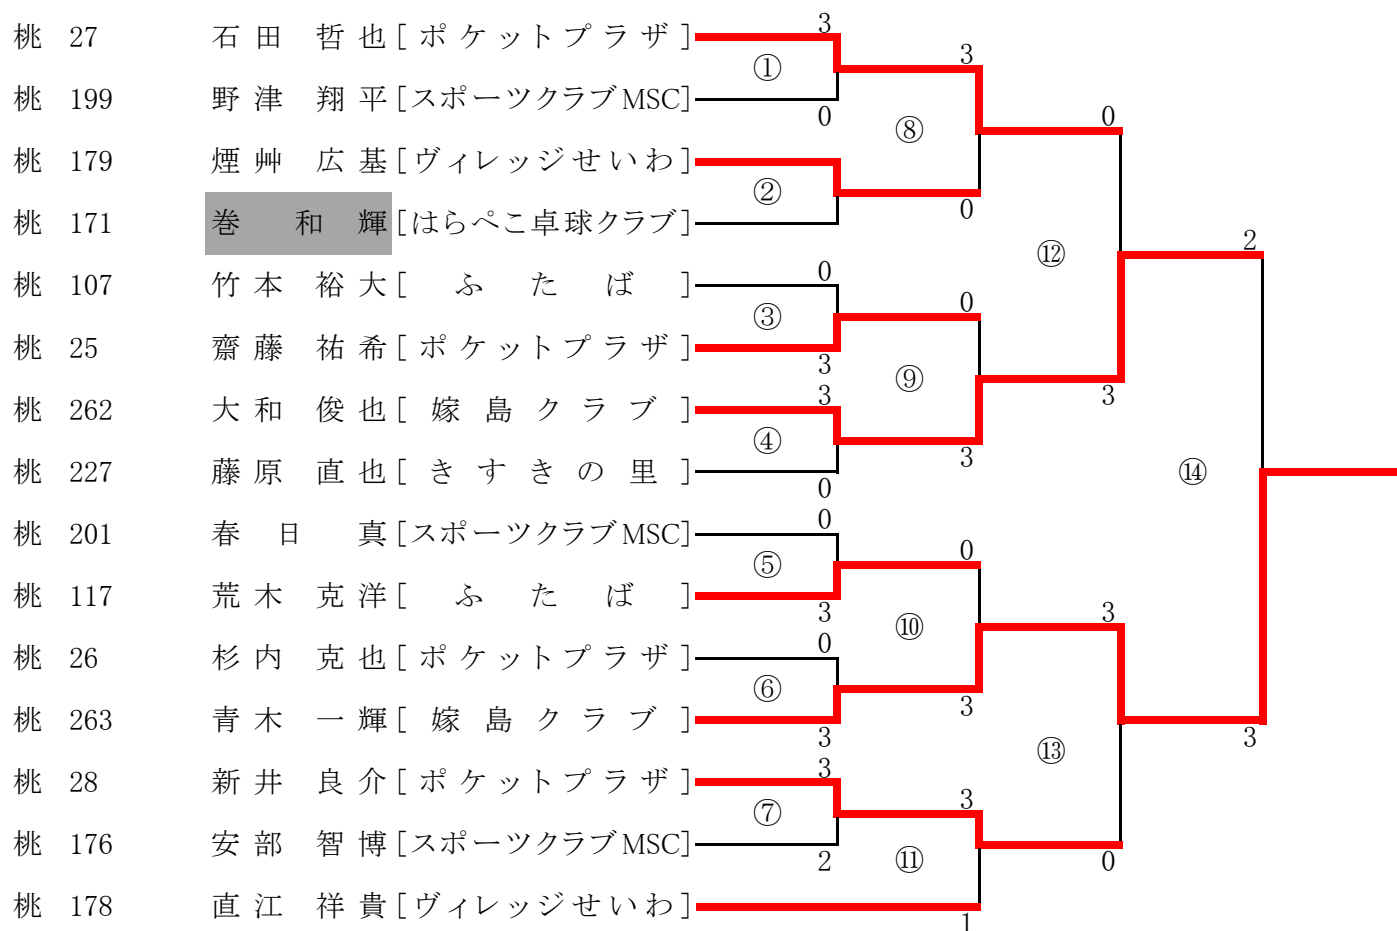 桃 27 石田 哲也[ポケットプラザ] 3
① 3
桃 199 野津 翔平[スポーツクラブMSC] 0
⑧ 0
桃 179 煙艸 広基[ヴィレッジせいわ]
② 0
桃 171 巻 和輝[はらぺこ卓球クラブ]
⑫ 2
桃 107 竹本 裕大[ふたば] 0
③ 0
桃 25 齋藤 祐希[ポケットプラザ] 3
⑨ 3
桃 262 大和 俊也[嫁島クラブ] 3
④ 3
桃 227 藤原 直也[きすきの里] 0
⑭
桃 201 春日 真[スポーツクラブMSC] 0
⑤ 0
桃 117 荒木 克洋[ふたば] 3
⑩ 3
桃 26 杉内 克也[ポケットプラザ] 0
⑥ 3
桃 263 青木 一輝[嫁島クラブ] 3
⑬ 3
桃 28 新井 良介[ポケットプラザ] 3
⑦ 3
桃 176 安部 智博[スポーツクラブMSC] 2
⑪ 0
桃 178 直江 祥貴[ヴィレッジせいわ] 1